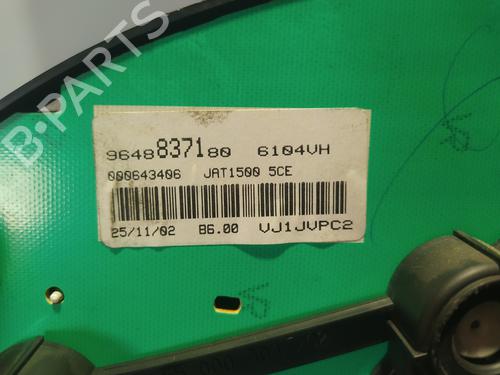 B-PARTS
9648837180 6104VH
000643406 JAT1500 5CE
25/11/02 B6.00 VJ1JVPC2